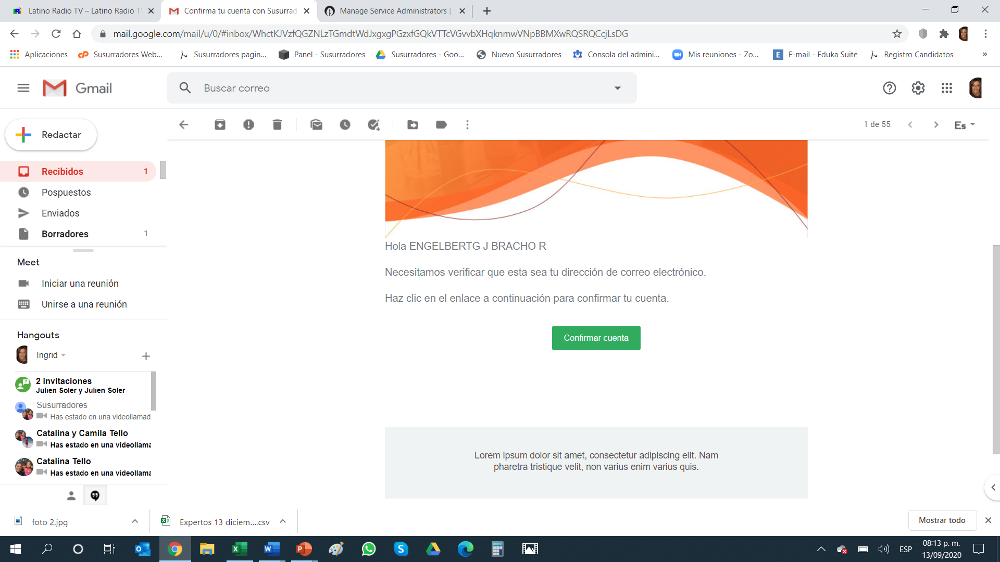 Latino Radio TV – Latino Radio T
Confirma tu cuenta con Susurrad
Manage Service Administrators |
mail.google.com/mail/u/0/#inbox/WhctKJVzfQGZNLzTGmdtWdJxgxgPGzxfGQkVTTcVGvvbXHqknmwVNpBBMXwRQSRQCcjLsDG
Aplicaciones
Susurradores Web...
Susurradores pagin...
Panel - Susurradores
Susurradores - Goo...
Nuevo Susurradores
Consola del admini...
Mis reuniones - Zo...
E-mail - Eduka Suite
Registro Candidatos
»
Gmail
Buscar correo
Redactar
1 de 55
Es
Recibidos 1
Pospuestos
Enviados
Borradores 1
Meet
Iniciar una reunión
Unirse a una reunión
Hangouts
Ingrid
2 invitaciones
Julien Soler y Julien Soler
Susurradores
Has estado en una videollamad
Catalina y Camila Tello
Has estado en una videollama
Catalina Tello
Has estado en una videollama
Hola ENGELBERTG J BRACHO R
Necesitamos verificar que esta sea tu dirección de correo electrónico.
Haz clic en el enlace a continuación para confirmar tu cuenta.
Confirmar cuenta
Lorem ipsum dolor sit amet, consectetur adipiscing elit. Nam
pharetra tristique velit, non varius enim varius quis.
foto 2.jpg
Expertos 13 diciem....csv
Mostrar todo
ESP
08:13 p. m.
13/09/2020